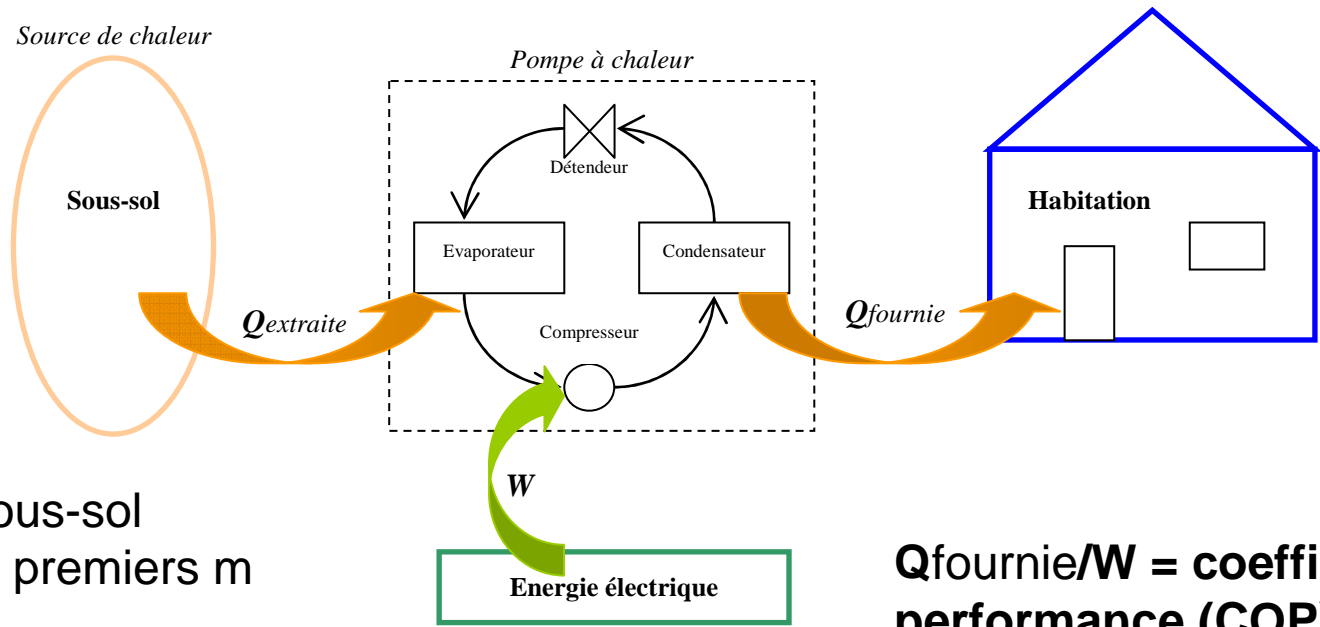 Source de chaleur
Pompe à chaleur
Détendeur
Sous-sol
Habitation
Evaporateur
Condensateur
Qextraite
Compresseur
Qfournie
W
premiers m
Energie électrique
Qfournie/W =
performance (COP)